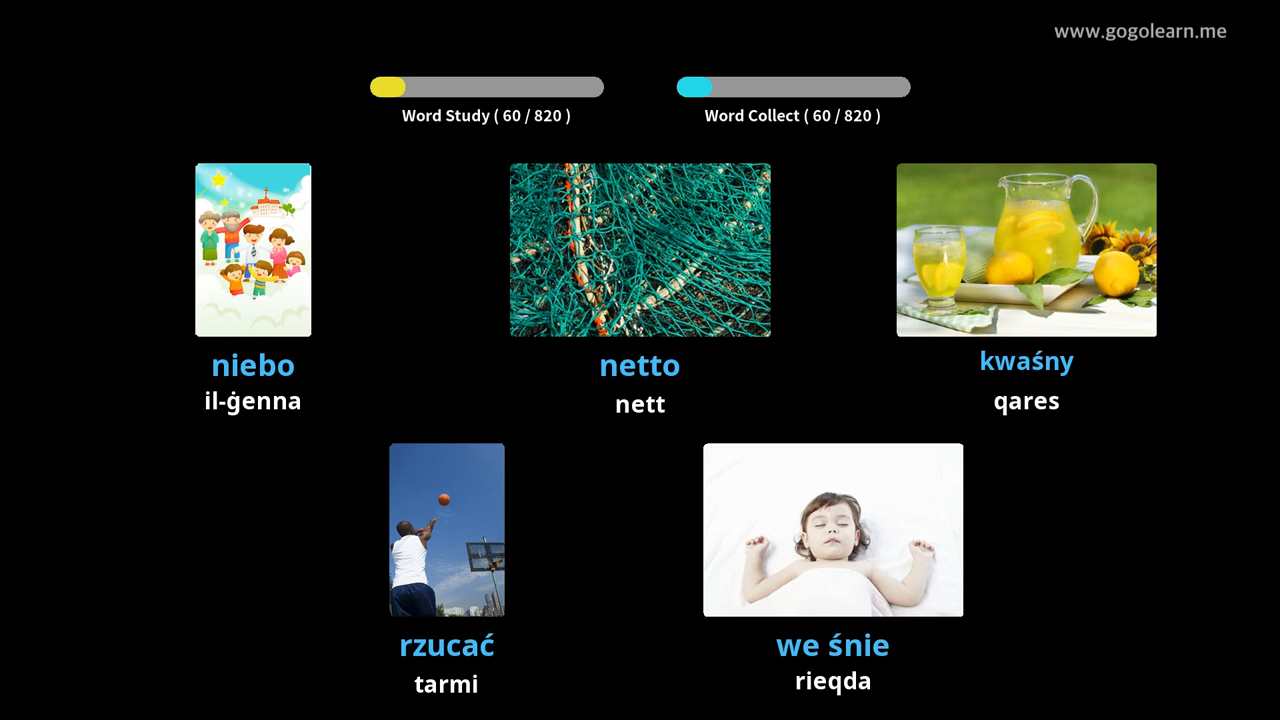 www.gogolearn.me
Word Study ( 60 / 820 )
Word Collect ( 60 / 820 )
niebo
il-ġenna
netto
nett
kwaśny
qares
rzucać
tarmi
we śnie
rieqda